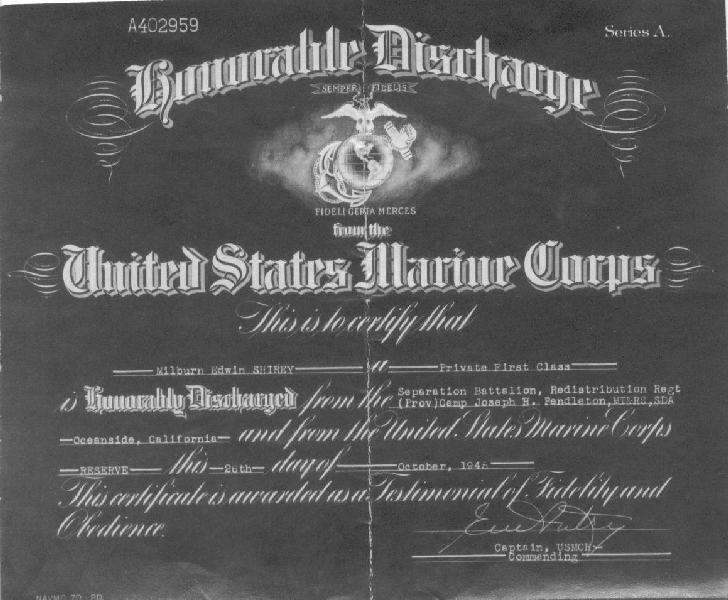 A402959
Series A.
Honorable Discharge
SEMPER FIDELIS
FIDELI CERTA MERCES
from the
United States Marine Corps
This is to certify that
Milburn Edwin SHIREY a Private First Class
is Honorably Discharged from the Separation Battalion, Redistribution Regt
(Prov) Camp Joseph H. Pendleton,
Oceanside, California and from the United States Marine Corps
RESERVE this 26th day of October,
This certificate is awarded as a Testimonial of Fidelity and
Obedience.
Captain, USMCR
Commanding